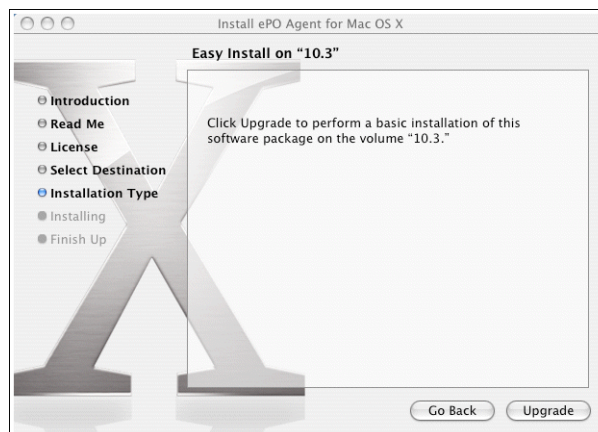 Install ePO Agent for Mac OS X
Easy Install on “10.3”
Introduction
Read Me
License
Select Destination
Installation Type
Installing
Finish Up
Click Upgrade to perform a basic installation of this
software package on the volume “10.3.”
Go Back
Upgrade